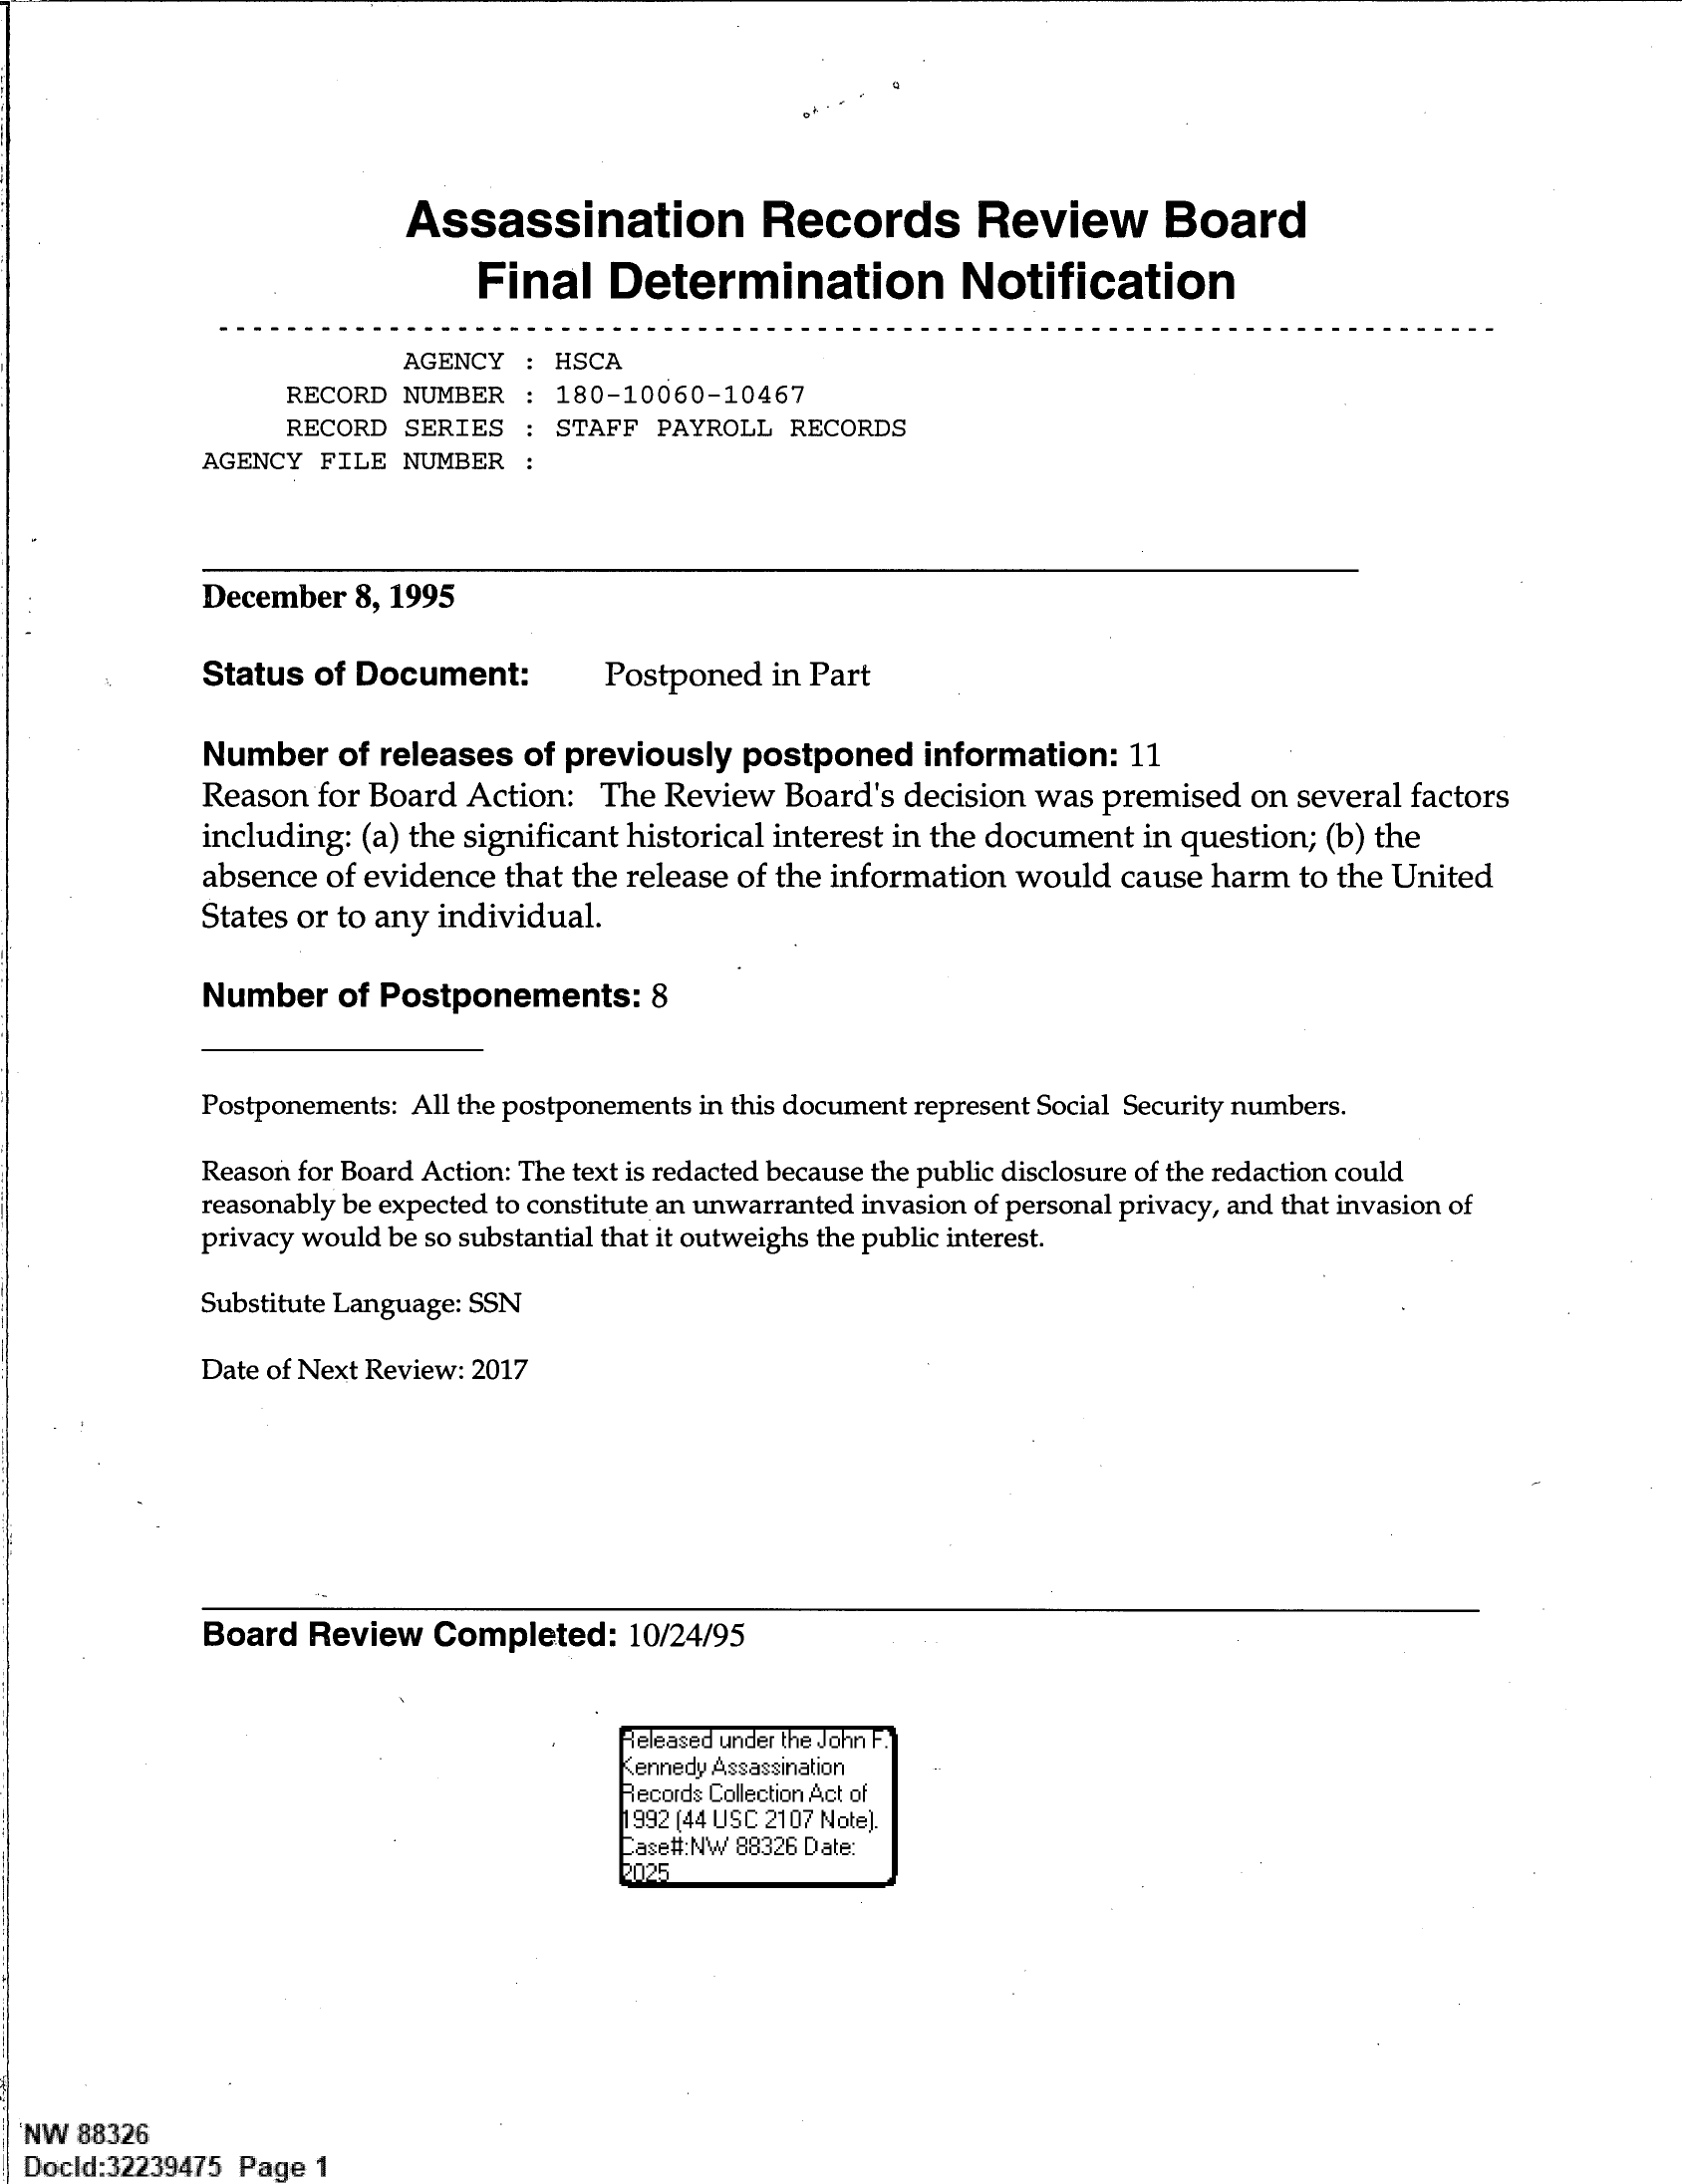 Assassination Records Review Board
Final Determination Notification
AGENCY : HSCA
RECORD NUMBER : 180-10060-10467
RECORD SERIES : STAFF PAYROLL RECORDS
AGENCY FILE NUMBER :
December 8, 1995
Status of Document: Postponed in Part
Number of releases of previously postponed information: 11
Reason for Board Action: The Review Board's decision was premised on several factors
including: (a) the significant historical interest in the document in question; (b) the
absence of evidence that the release of the information would cause harm to the United
States or to any individual.
Number of Postponements: 8
Postponements: All the postponements in this document represent Social Security numbers.
Reason for Board Action: The text is redacted because the public disclosure of the redaction could
reasonably be expected to constitute an unwarranted invasion of personal privacy, and that invasion of
privacy would be so substantial that it outweighs the public interest.
Substitute Language: SSN
Date of Next Review: 2017
Board Review Completed: 10/24/95
Released under the John F.
Kennedy Assassination
Records Collection Act of
1992 (44 USC 2107 Note).
Case#:NW 88326 Date:
2025
NW 88326
DocId:32239475 Page 1